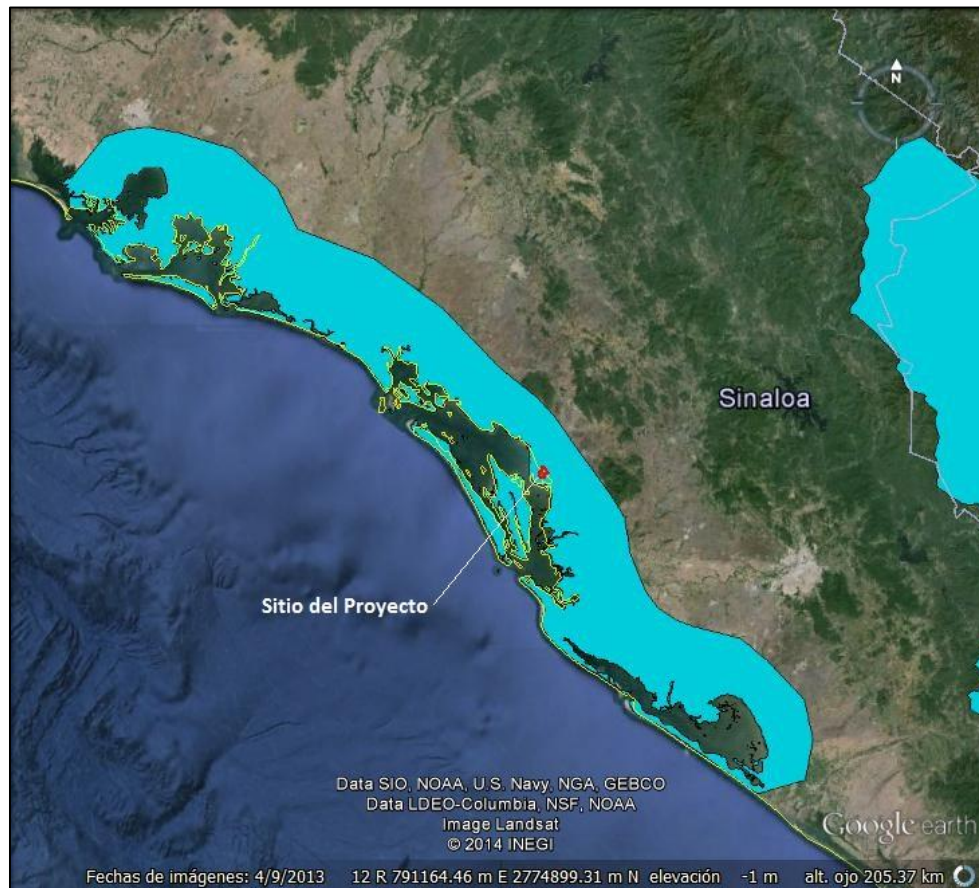 N
Sinaloa
Sitio del Proyecto
Data SIO, NOAA, U.S. Navy, NGA, GEBCO
Data LDEO-Columbia, NSF, NOAA
Image Landsat
© 2014 INEGI
Google earth
Fechas de imágenes: 4/9/2013 12 R 791164.46 m E 2774899.31 m N elevación -1 m alt. ojo 205.37 km